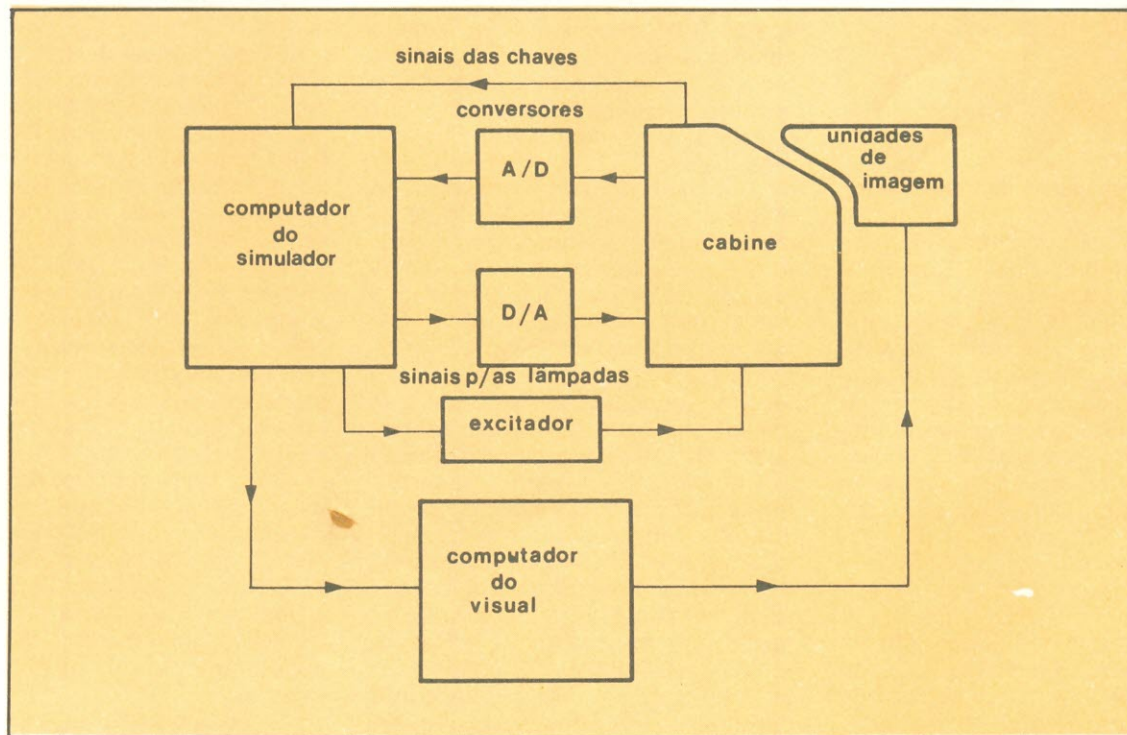 sinais das chaves
conversores
A/D
computador
do
simulador
cabine
unidades
de
imagem
D/A
sinais p/as lâmpadas
excitador
computador
do
visual